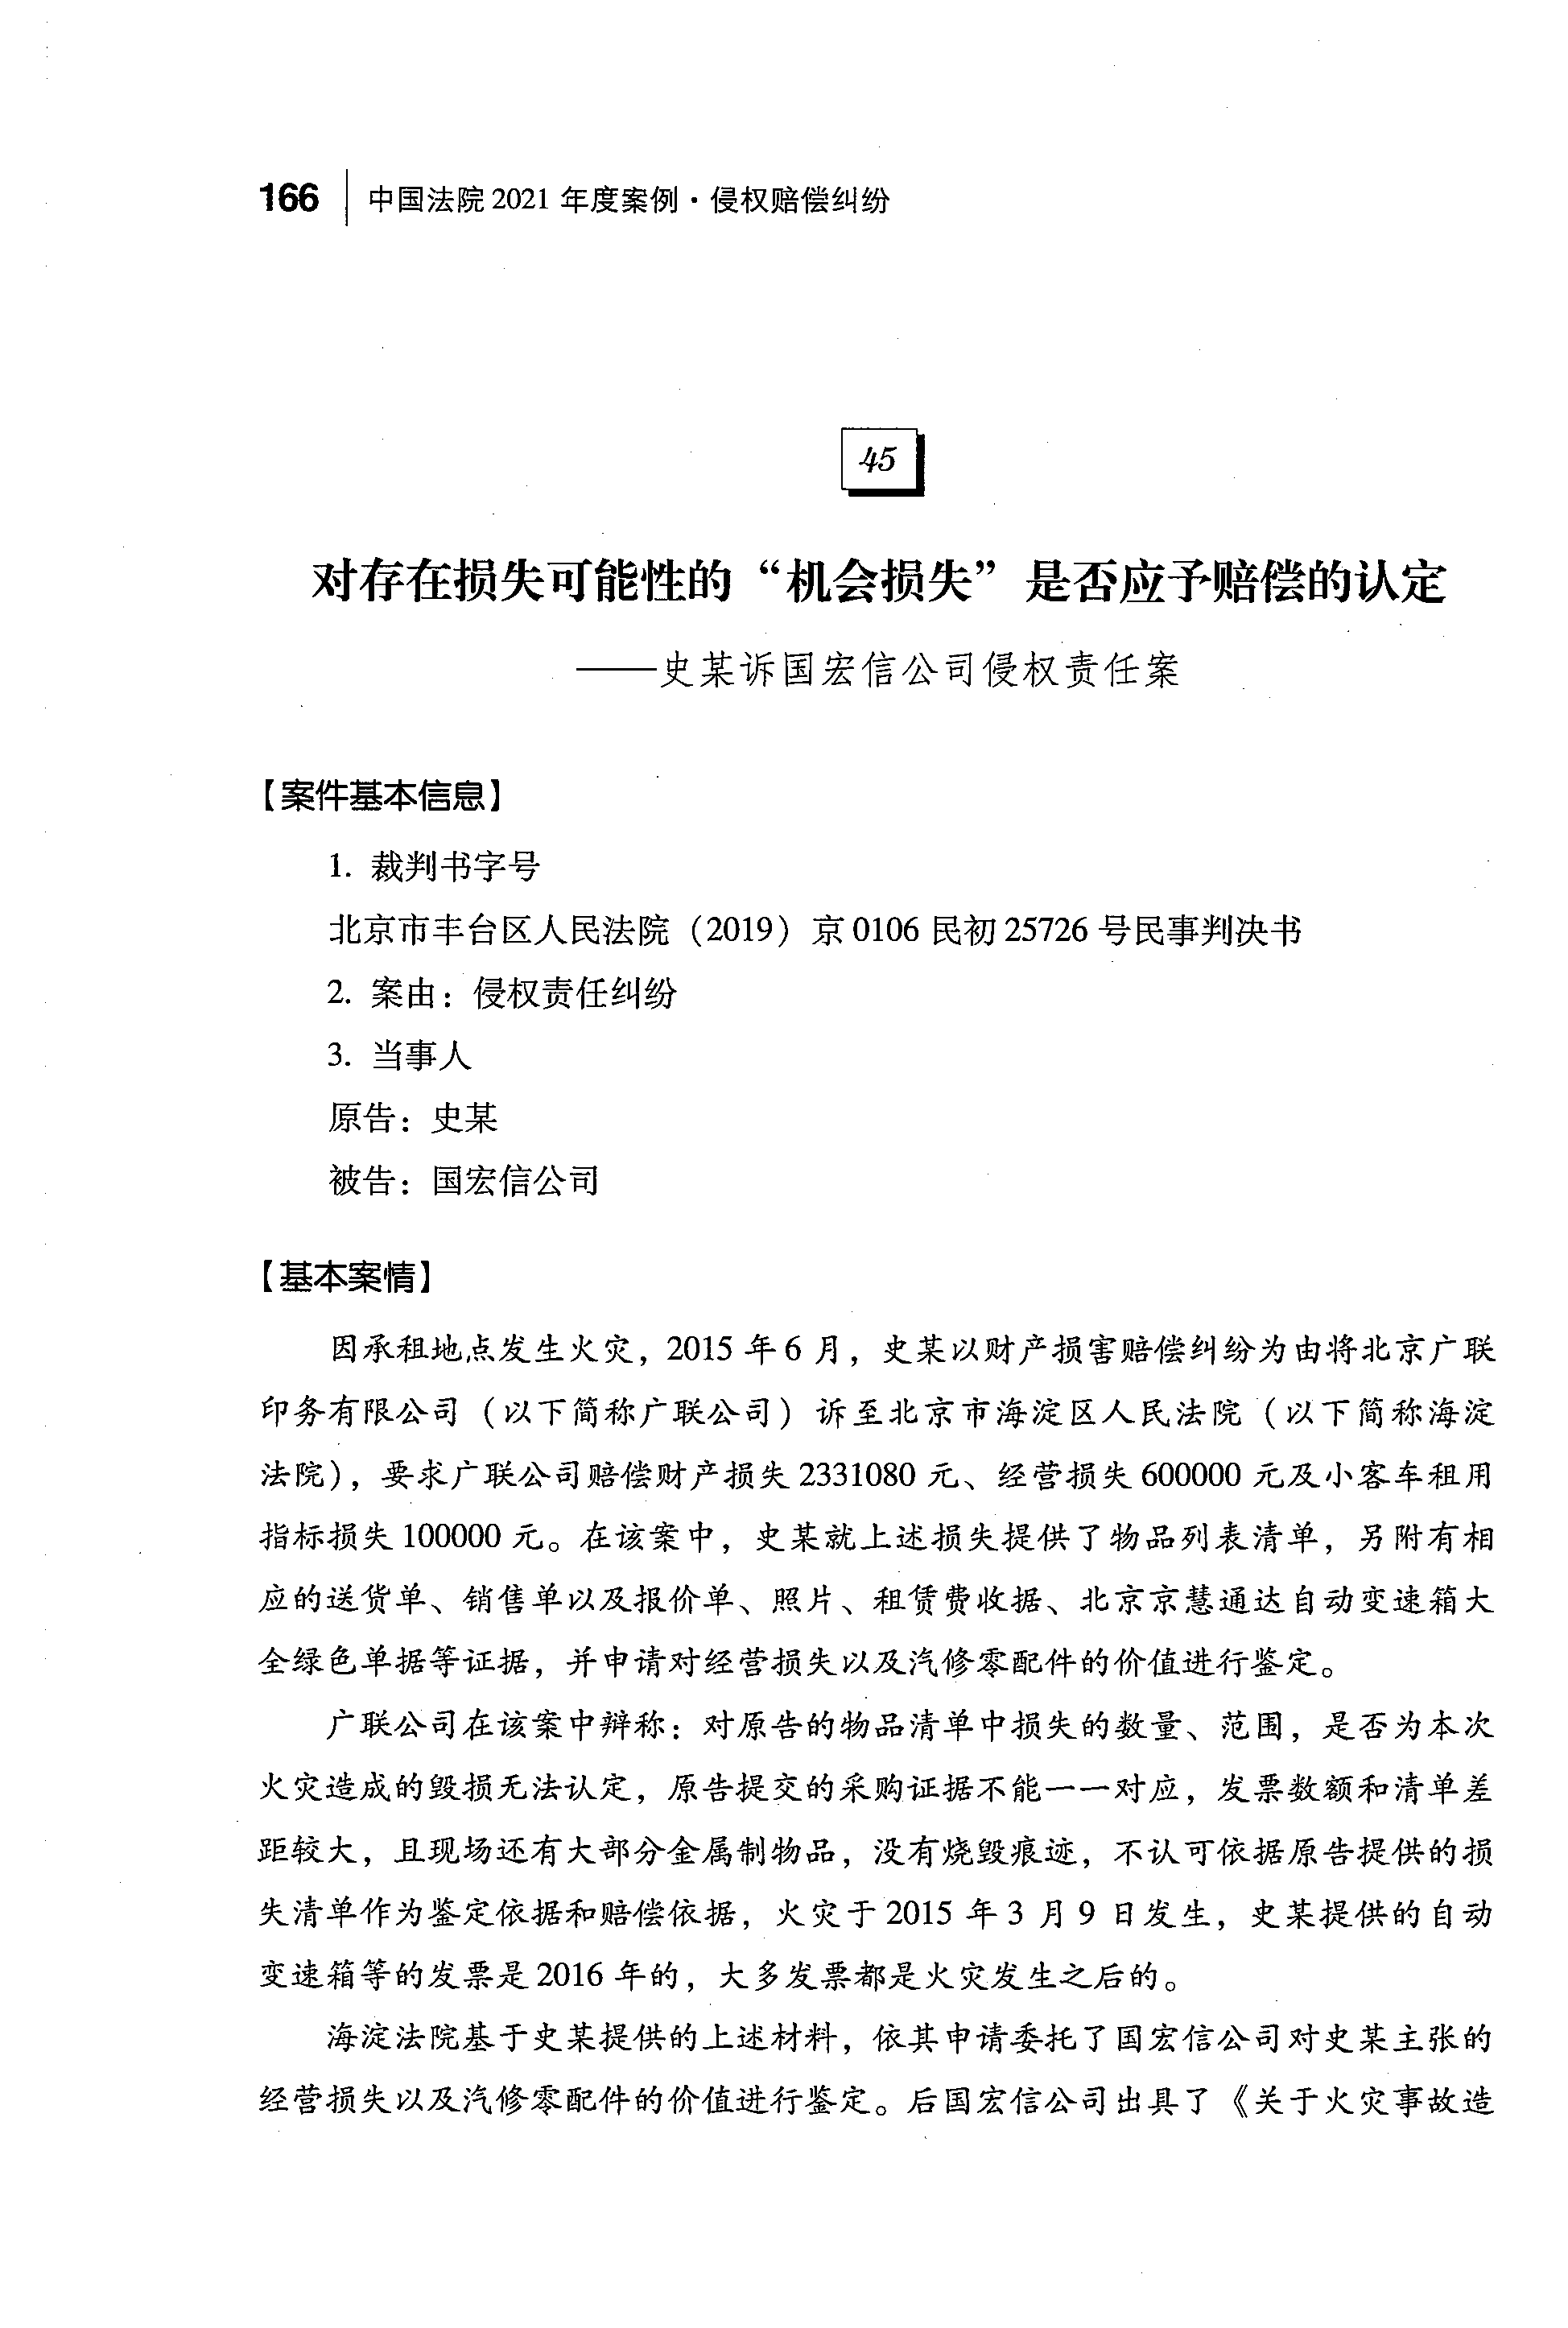 166 中国法院2021年度案例·侵权赔偿纠纷
45
对存在损失可能性的“机会损失”是否应予赔偿的认定
——史某诉国宏信公司侵权责任案
【案件基本信息】
1. 裁判书字号
北京市丰台区人民法院（2019）京0106民初25726号民事判决书
2. 案由：侵权责任纠纷
3. 当事人
原告：史某
被告：国宏信公司
【基本案情】
因承租地点发生火灾，2015年6月，史某以财产损害赔偿纠纷为由将北京广联
印务有限公司（以下简称广联公司）诉至北京市海淀区人民法院（以下简称海淀
法院），要求广联公司赔偿财产损失2331080元、经营损失600000元及小客车租用
指标损失100000元。在该案中，史某就上述损失提供了物品列表清单，另附有相
应的送货单、销售单以及报价单、照片、租赁费收据、北京京慧通达自动变速箱大
全绿色单据等证据，并申请对经营损失以及汽修零配件的价值进行鉴定。
广联公司在该案中辩称：对原告的物品清单中损失的数量、范围，是否为本次
火灾造成的毁损无法认定，原告提交的采购证据不能一一对应，发票数额和清单差
距较大，且现场还有大部分金属制物品，没有烧毁痕迹，不认可依据原告提供的损
失清单作为鉴定依据和赔偿依据，火灾于2015年3月9日发生，史某提供的自动
变速箱等的发票是2016年的，大多发票都是火灾发生之后的。
海淀法院基于史某提供的上述材料，依其申请委托了国宏信公司对史某主张的
经营损失以及汽修零配件的价值进行鉴定。后国宏信公司出具了《关于火灾事故造